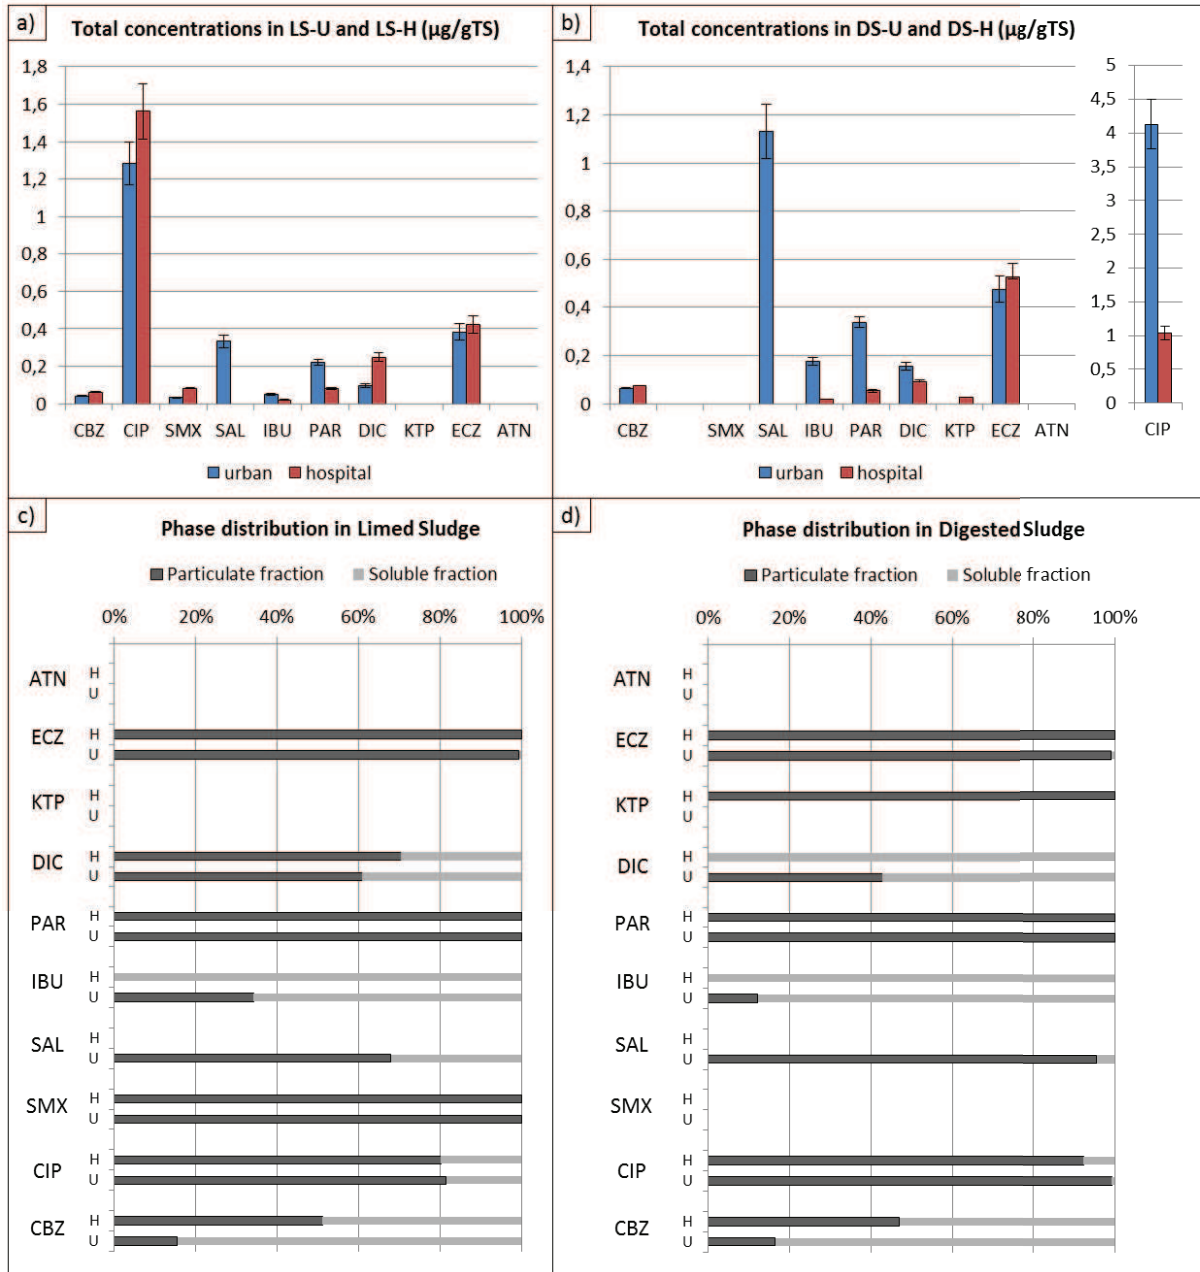 a)
Total concentrations in LS-U and LS-H (µg/gTS)
1,8
1,6
1,4
1,2
1
0,8
0,6
0,4
0,2
0
CBZ CIP SMX SAL IBU PAR DIC KTP ECZ ATN
urban hospital
b)
Total concentrations in DS-U and DS-H (µg/gTS)
1,4
1,2
1
0,8
0,6
0,4
0,2
0
CBZ SMX SAL IBU PAR DIC KTP ECZ ATN
urban hospital
5
4,5
4
3,5
3
2,5
2
1,5
1
0,5
0
CIP
c)
Phase distribution in Limed Sludge
Particulate fraction Soluble fraction
0% 20% 40% 60% 80% 100%
ATN H
U
ECZ H
U
KTP H
U
DIC H
U
PAR H
U
IBU H
U
SAL H
U
SMX H
U
CIP H
U
CBZ H
U
d)
Phase distribution in Digested Sludge
Particulate fraction Soluble fraction
0% 20% 40% 60% 80% 100%
ATN H
U
ECZ H
U
KTP H
U
DIC H
U
PAR H
U
IBU H
U
SAL H
U
SMX H
U
CIP H
U
CBZ H
U